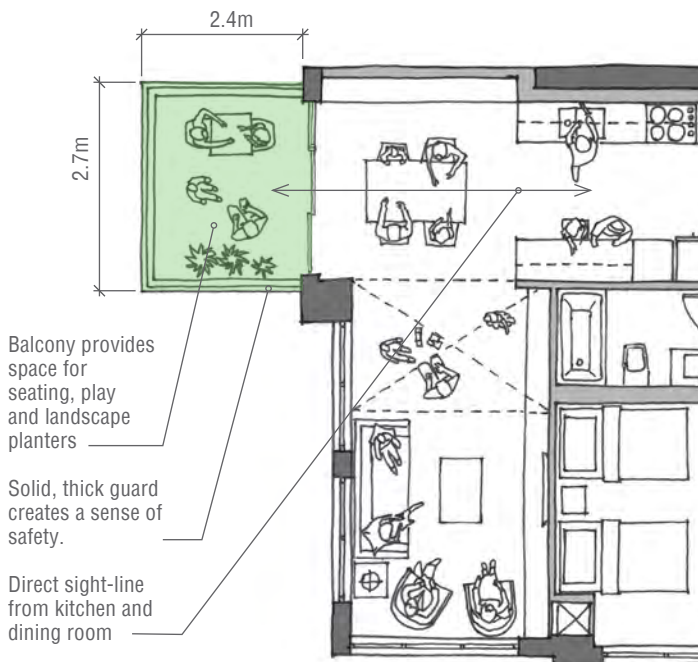 2.4m
2.7m
Balcony provides
space for
seating, play
and landscape
planters
Solid, thick guard
creates a sense of
safety.
Direct sight-line
from kitchen and
dining room